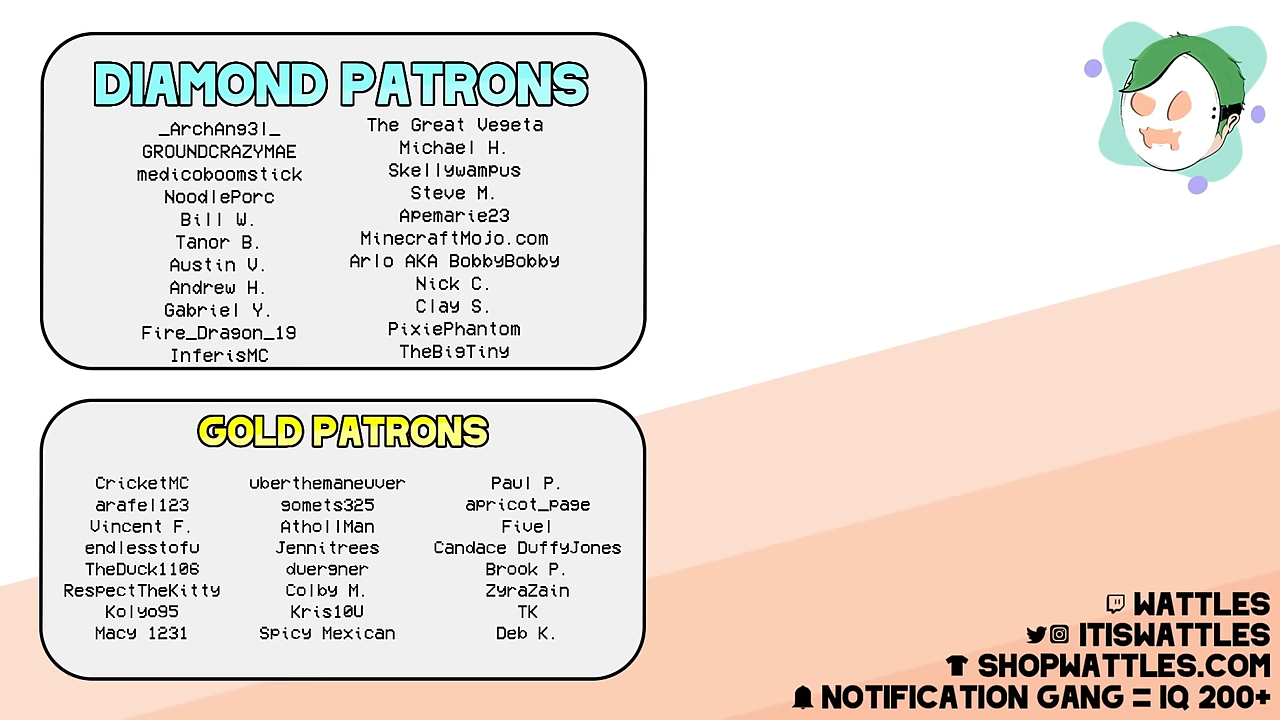 DIAMOND PATRONS
_ArchAng3l_
GROUNDCRAZYMAE
medicoboomstick
NoodlePorc
Bill W.
Tanor B.
Austin V.
Andrew H.
Gabriel Y.
Fire_Dragon_19
InferisMC
The Great Vegeta
Michael H.
Skellywampus
Steve M.
Apemarie23
MinecraftMojo.com
Arlo AKA BobbyBobby
Nick C.
Clay S.
PixiePhantom
TheBigTiny
GOLD PATRONS
CricketMC
arafel123
Vincent F.
endlesstofu
TheDuck1106
RespectTheKitty
Kolyo95
Macy 1231
uberthemaneuver
gomets325
AthollMan
Jennitrees
duergner
Colby M.
Kris10U
Spicy Mexican
Paul P.
apricot_page
Fivel
Candace DuffyJones
Brook P.
ZyraZain
TK
Deb K.
WATTLES
ITISWATTLES
SHOPWATTLES.COM
NOTIFICATION GANG = IQ 200+